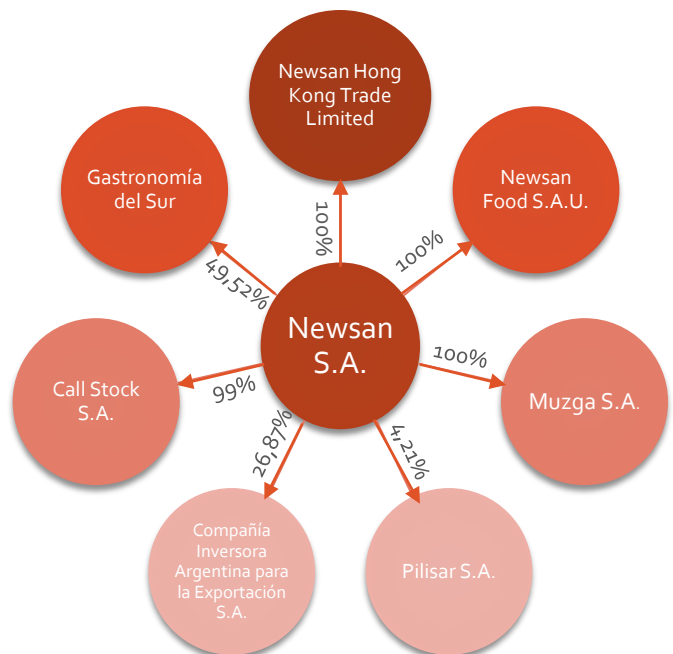 Newsan Hong
Kong Trade
Limited
Gastronomía
del Sur
Newsan
Food S.A.U.
100%
49,52%
100%
Newsan
S.A.
Call Stock
S.A.
99%
100%
Muzga S.A.
26,87%
4,21%
Compañía
Inversora
Argentina para
la Exportación
S.A.
Pilisar S.A.